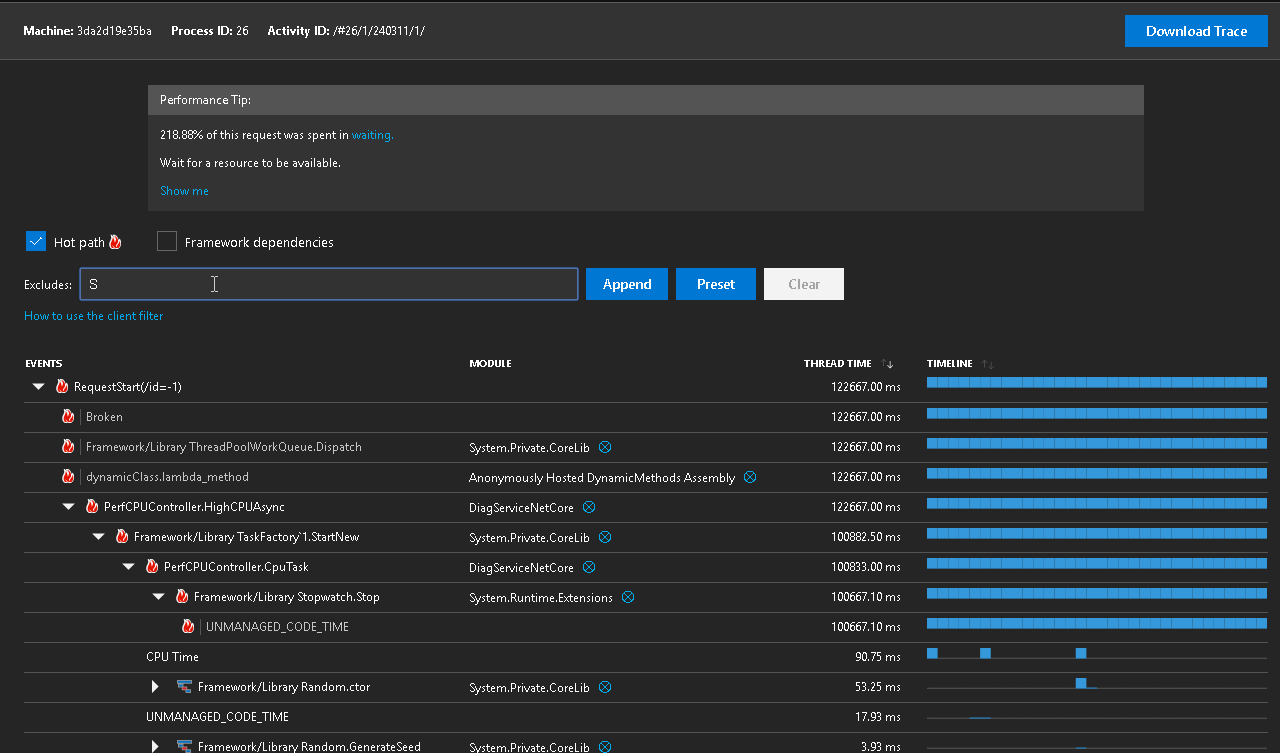 Machine: 3da2d19e35ba Process ID: 26 Activity ID: /#26/1/240311/1/ Download Trace
Performance Tip:
218.88% of this request was spent in waiting.
Wait for a resource to be available.
Show me
Hot path Framework dependencies
Excludes: S Append Preset Clear
How to use the client filter
EVENTS MODULE THREAD TIME TIMELINE
RequestStart(/id=-1) 122667.00 ms
Broken 122667.00 ms
Framework/Library ThreadPoolWorkQueue.Dispatch System.Private.CoreLib 122667.00 ms
dynamicClass.lambda_method Anonymously Hosted DynamicMethods Assembly 122667.00 ms
PerfCPUController.HighCPUAsync DiagServiceNetCore 122667.00 ms
Framework/Library TaskFactory`1.StartNew System.Private.CoreLib 100882.50 ms
PerfCPUController.CpuTask DiagServiceNetCore 100833.00 ms
Framework/Library Stopwatch.Stop System.Runtime.Extensions 100667.10 ms
UNMANAGED_CODE_TIME 100667.10 ms
CPU Time 90.75 ms
Framework/Library Random.ctor System.Private.CoreLib 53.25 ms
UNMANAGED_CODE_TIME 17.93 ms
Framework/Library Random.GenerateSeed System.Private.CoreLib 3.93 ms